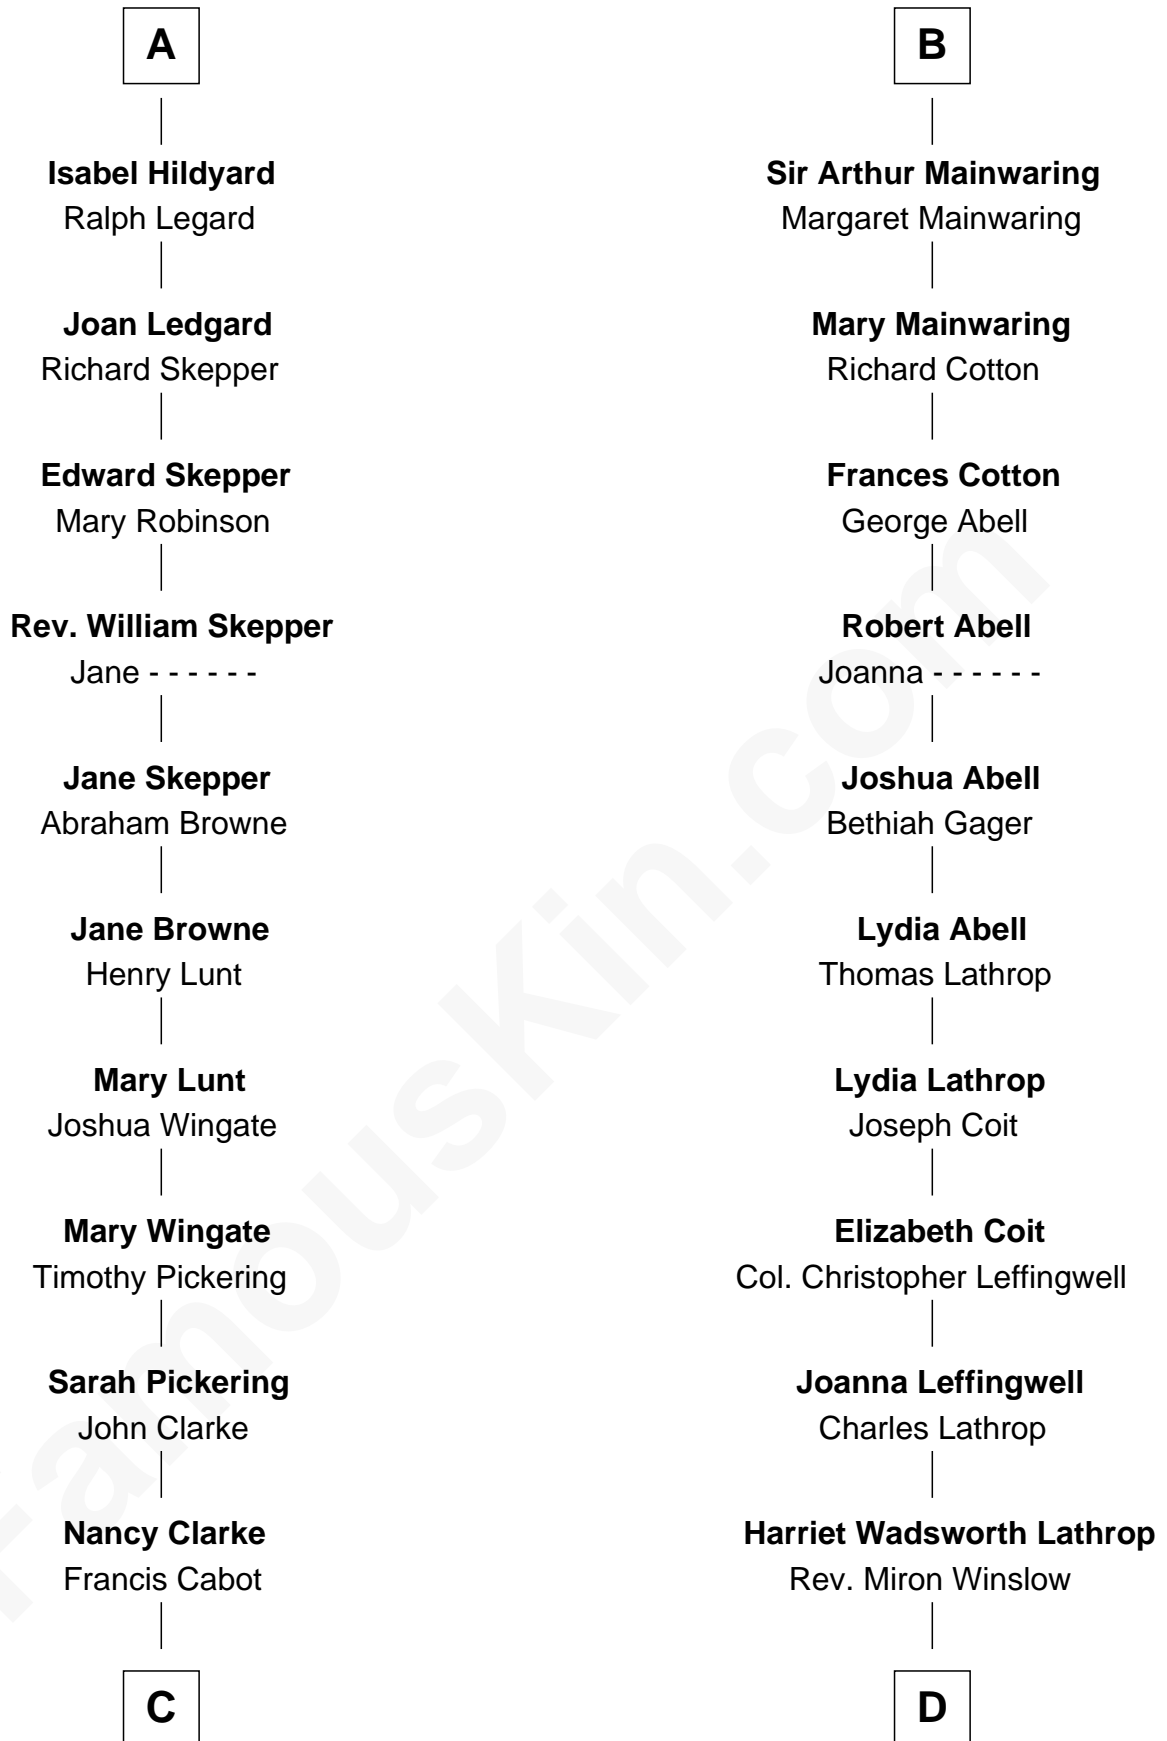 A
Isabel Hildyard
Ralph Legard
Joan Ledgard
Richard Skepper
Edward Skepper
Mary Robinson
Rev. William Skepper
Jane - - - - - -
Jane Skepper
Abraham Browne
Jane Browne
Henry Lunt
Mary Lunt
Joshua Wingate
Mary Wingate
Timothy Pickering
Sarah Pickering
John Clarke
Nancy Clarke
Francis Cabot
C
B
Sir Arthur Mainwaring
Margaret Mainwaring
Mary Mainwaring
Richard Cotton
Frances Cotton
George Abell
Robert Abell
Joanna - - - - - -
Joshua Abell
Bethiah Gager
Lydia Abell
Thomas Lathrop
Lydia Lathrop
Joseph Coit
Elizabeth Coit
Col. Christopher Leffingwell
Joanna Leffingwell
Charles Lathrop
Harriet Wadsworth Lathrop
Rev. Miron Winslow
D
FamousKin.com